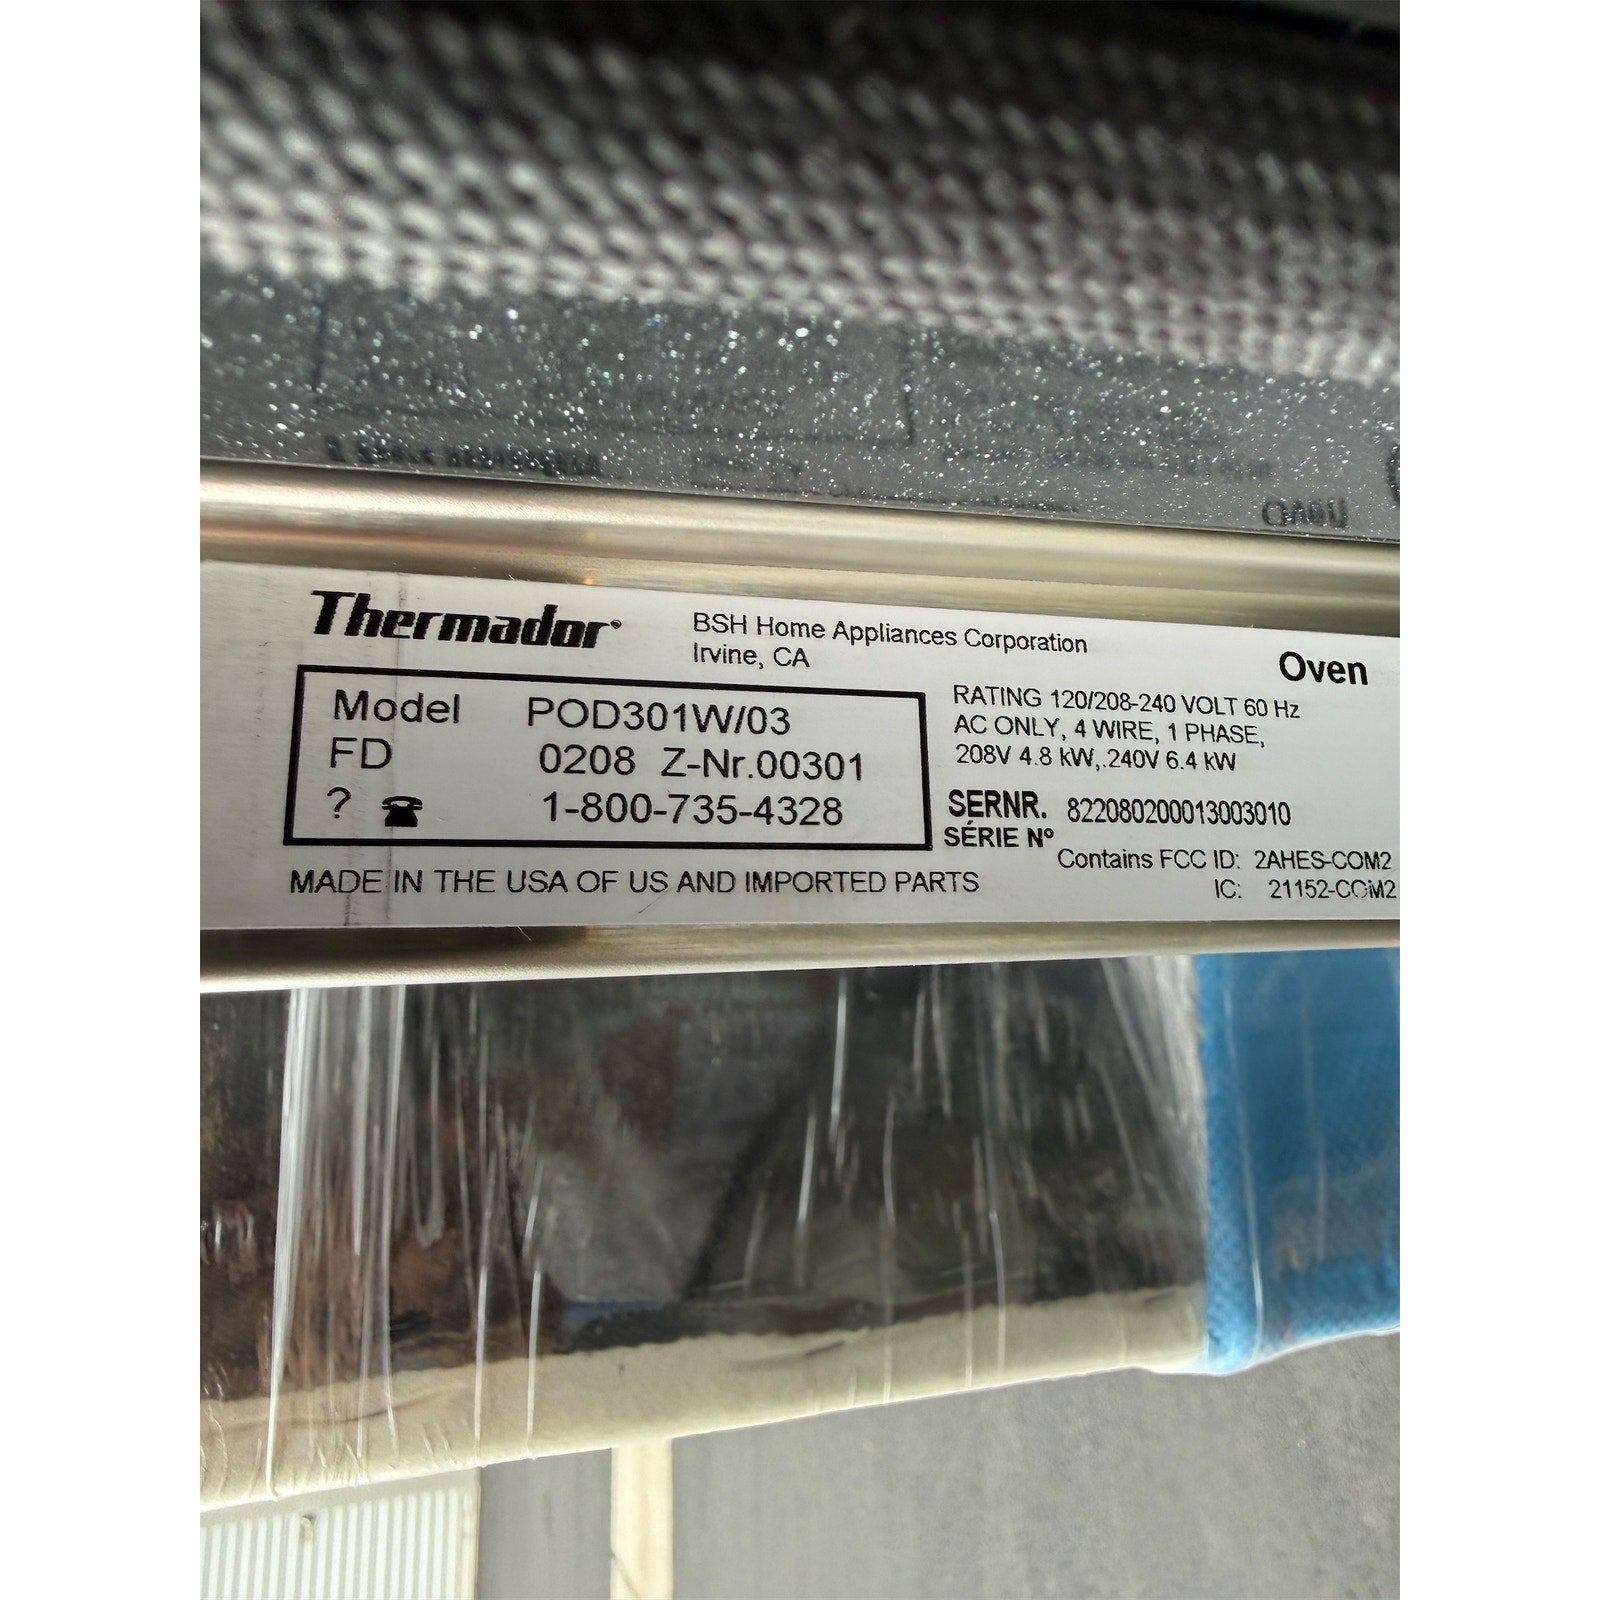 Thermador®
BSH Home Appliances Corporation
Irvine, CA
Oven
Model POD301W/03
FD 0208 Z-Nr.00301
? 1-800-735-4328
RATING 120/208-240 VOLT 60 Hz
AC ONLY, 4 WIRE, 1 PHASE,
208V 4.8 kW,.240V 6.4 kW
SERNR. 822080200013003010
SÉRIE Nº
Contains FCC ID: 2AHES-COM2
IC: 21152-COM2
MADE IN THE USA OF US AND IMPORTED PARTS